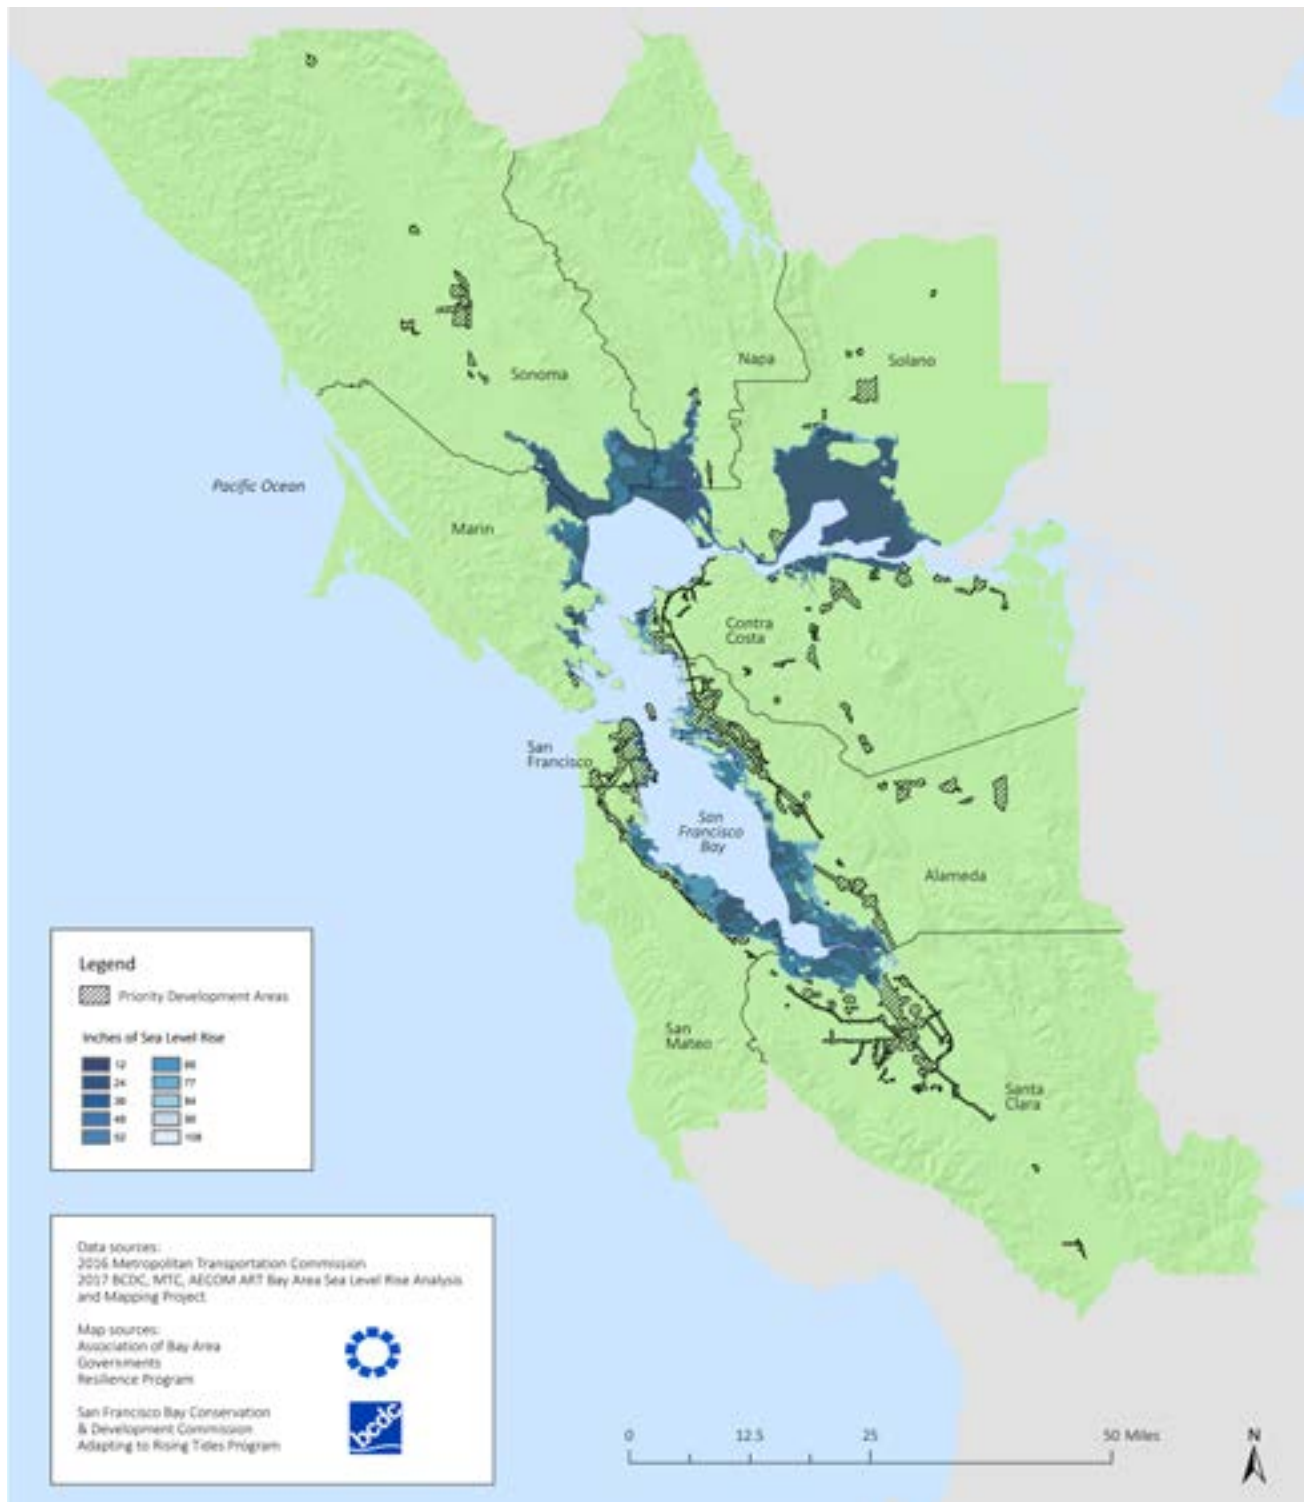 Napa
Solano
Sonoma
Pacific Ocean
Marin
Contra
Costa
San
Francisco
San
Francisco
Bay
Alameda
San
Mateo
Santa
Clara
Legend
Priority Development Areas
Inches of Sea Level Rise
12
24
36
48
52
66
77
84
96
108
Data sources:
2016 Metropolitan Transportation Commission
2017 BCDC, MTC, AECOM ART Bay Area Sea Level Rise Analysis
and Mapping Project
Map sources:
Association of Bay Area
Governments
Resilience Program
San Francisco Bay Conservation
& Development Commission
Adapting to Rising Tides Program
bcdc
0
12.5
25
50 Miles
N